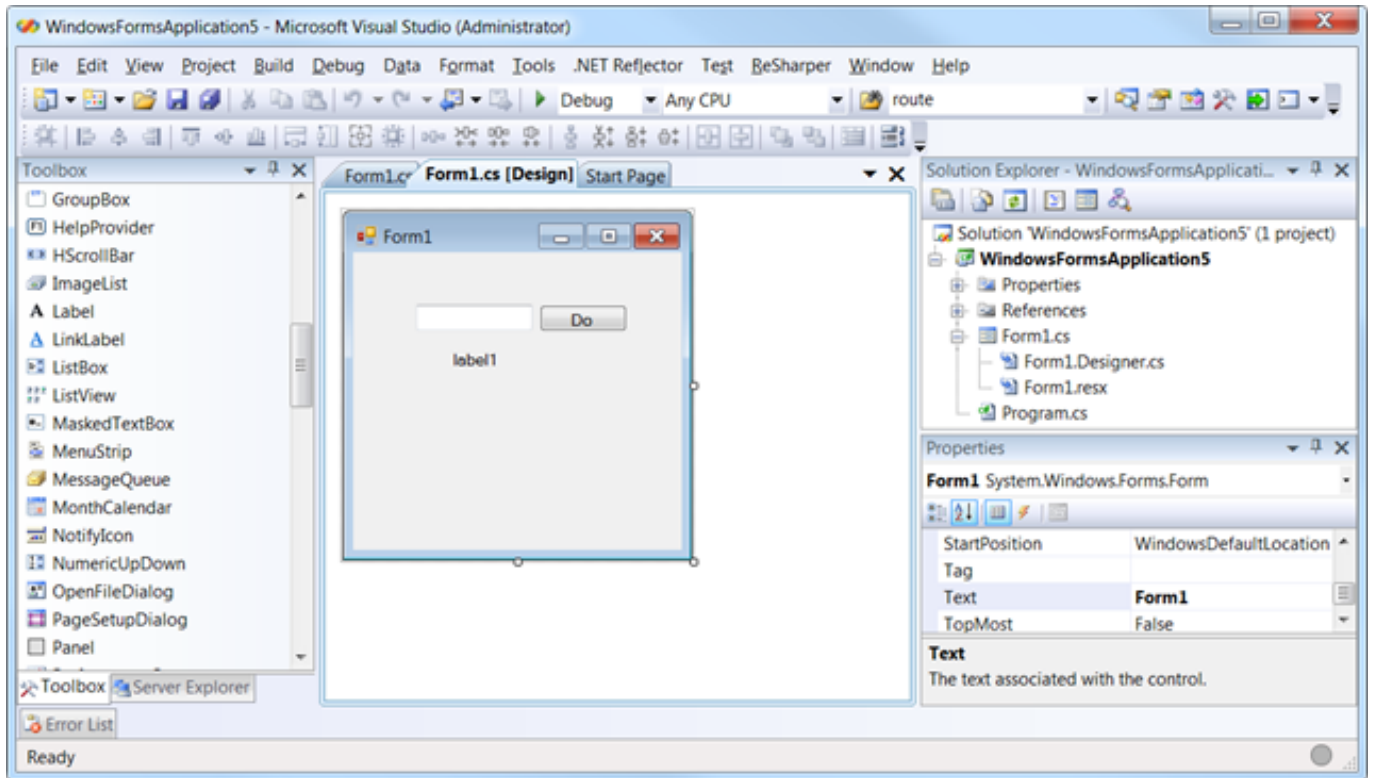 WindowsFormsApplication5 - Microsoft Visual Studio (Administrator)
File Edit View Project Build Debug Data Format Tools .NET Reflector Test ReSharper Window Help
Debug Any CPU route
Toolbox
GroupBox
HelpProvider
HScrollBar
ImageList
A Label
A LinkLabel
ListBox
ListView
MaskedTextBox
MenuStrip
MessageQueue
MonthCalendar
NotifyIcon
NumericUpDown
OpenFileDialog
PageSetupDialog
Panel
Toolbox Server Explorer
Error List
Ready
Form1.c Form1.cs [Design] Start Page
Form1
Do
label1
Solution Explorer - WindowsFormsApplicati...
Solution 'WindowsFormsApplication5' (1 project)
WindowsFormsApplication5
Properties
References
Form1.cs
Form1.Designer.cs
Form1.resx
Program.cs
Properties
Form1 System.Windows.Forms.Form
StartPosition WindowsDefaultLocation
Tag
Text Form1
TopMost False
Text
The text associated with the control.